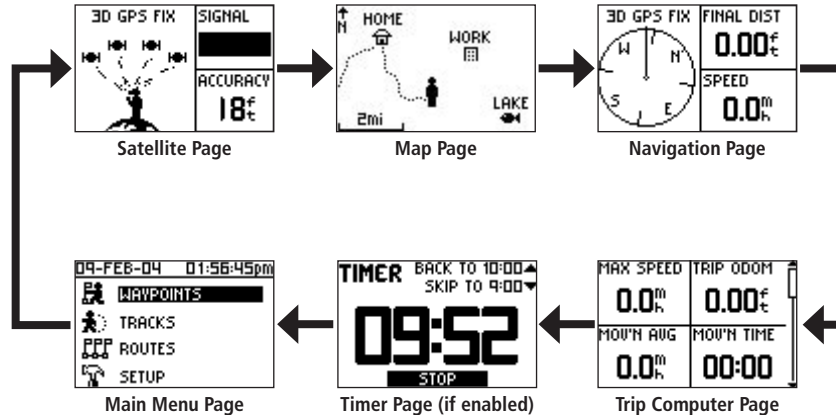 3D GPS FIX
SIGNAL
ACCURACY
18ft
Satellite Page
N
HOME
WORK
LAKE
2mi
Map Page
3D GPS FIX
W
N
S
E
FINAL DIST
0.00ft
SPEED
0.0mh
Navigation Page
09-FEB-04 01:56:45pm
WAYPOINTS
TRACKS
ROUTES
SETUP
Main Menu Page
TIMER
BACK TO 10:00
SKIP TO 9:00
09:52
STOP
Timer Page (if enabled)
MAX SPEED
0.0mh
TRIP ODOM
0.00ft
MOV'N AVG
0.0mh
MOV'N TIME
00:00
Trip Computer Page